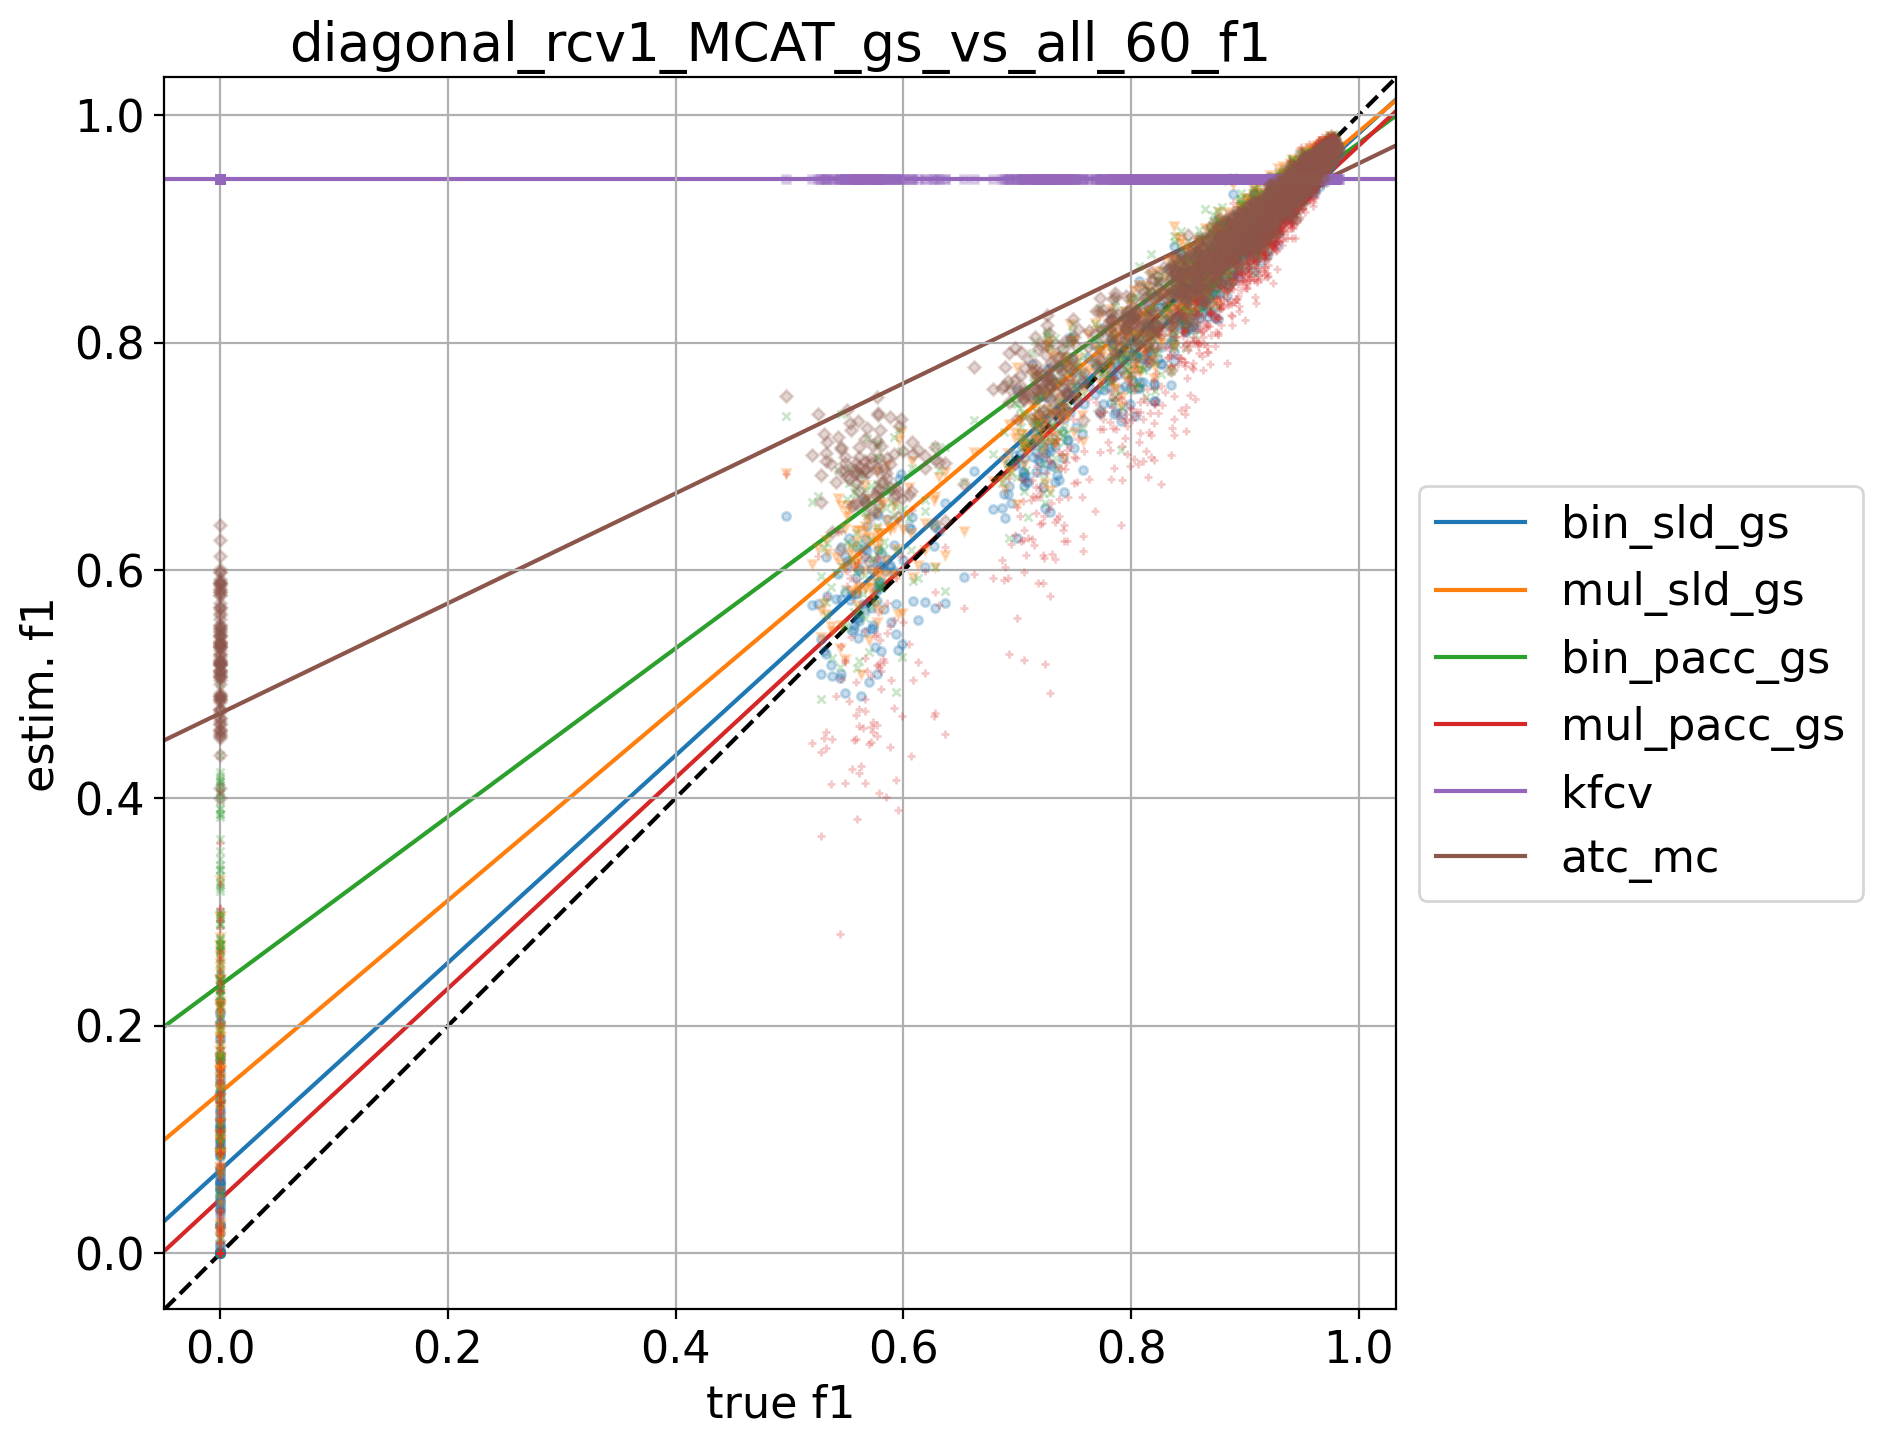 diagonal_rcv1_MCAT_gs_vs_all_60_f1
1.0
0.8
0.6
0.4
0.2
0.0
estim. f1
0.0 0.2 0.4 0.6 0.8 1.0
true f1
bin_sld_gs
mul_sld_gs
bin_pacc_gs
mul_pacc_gs
kfcv
atc_mc